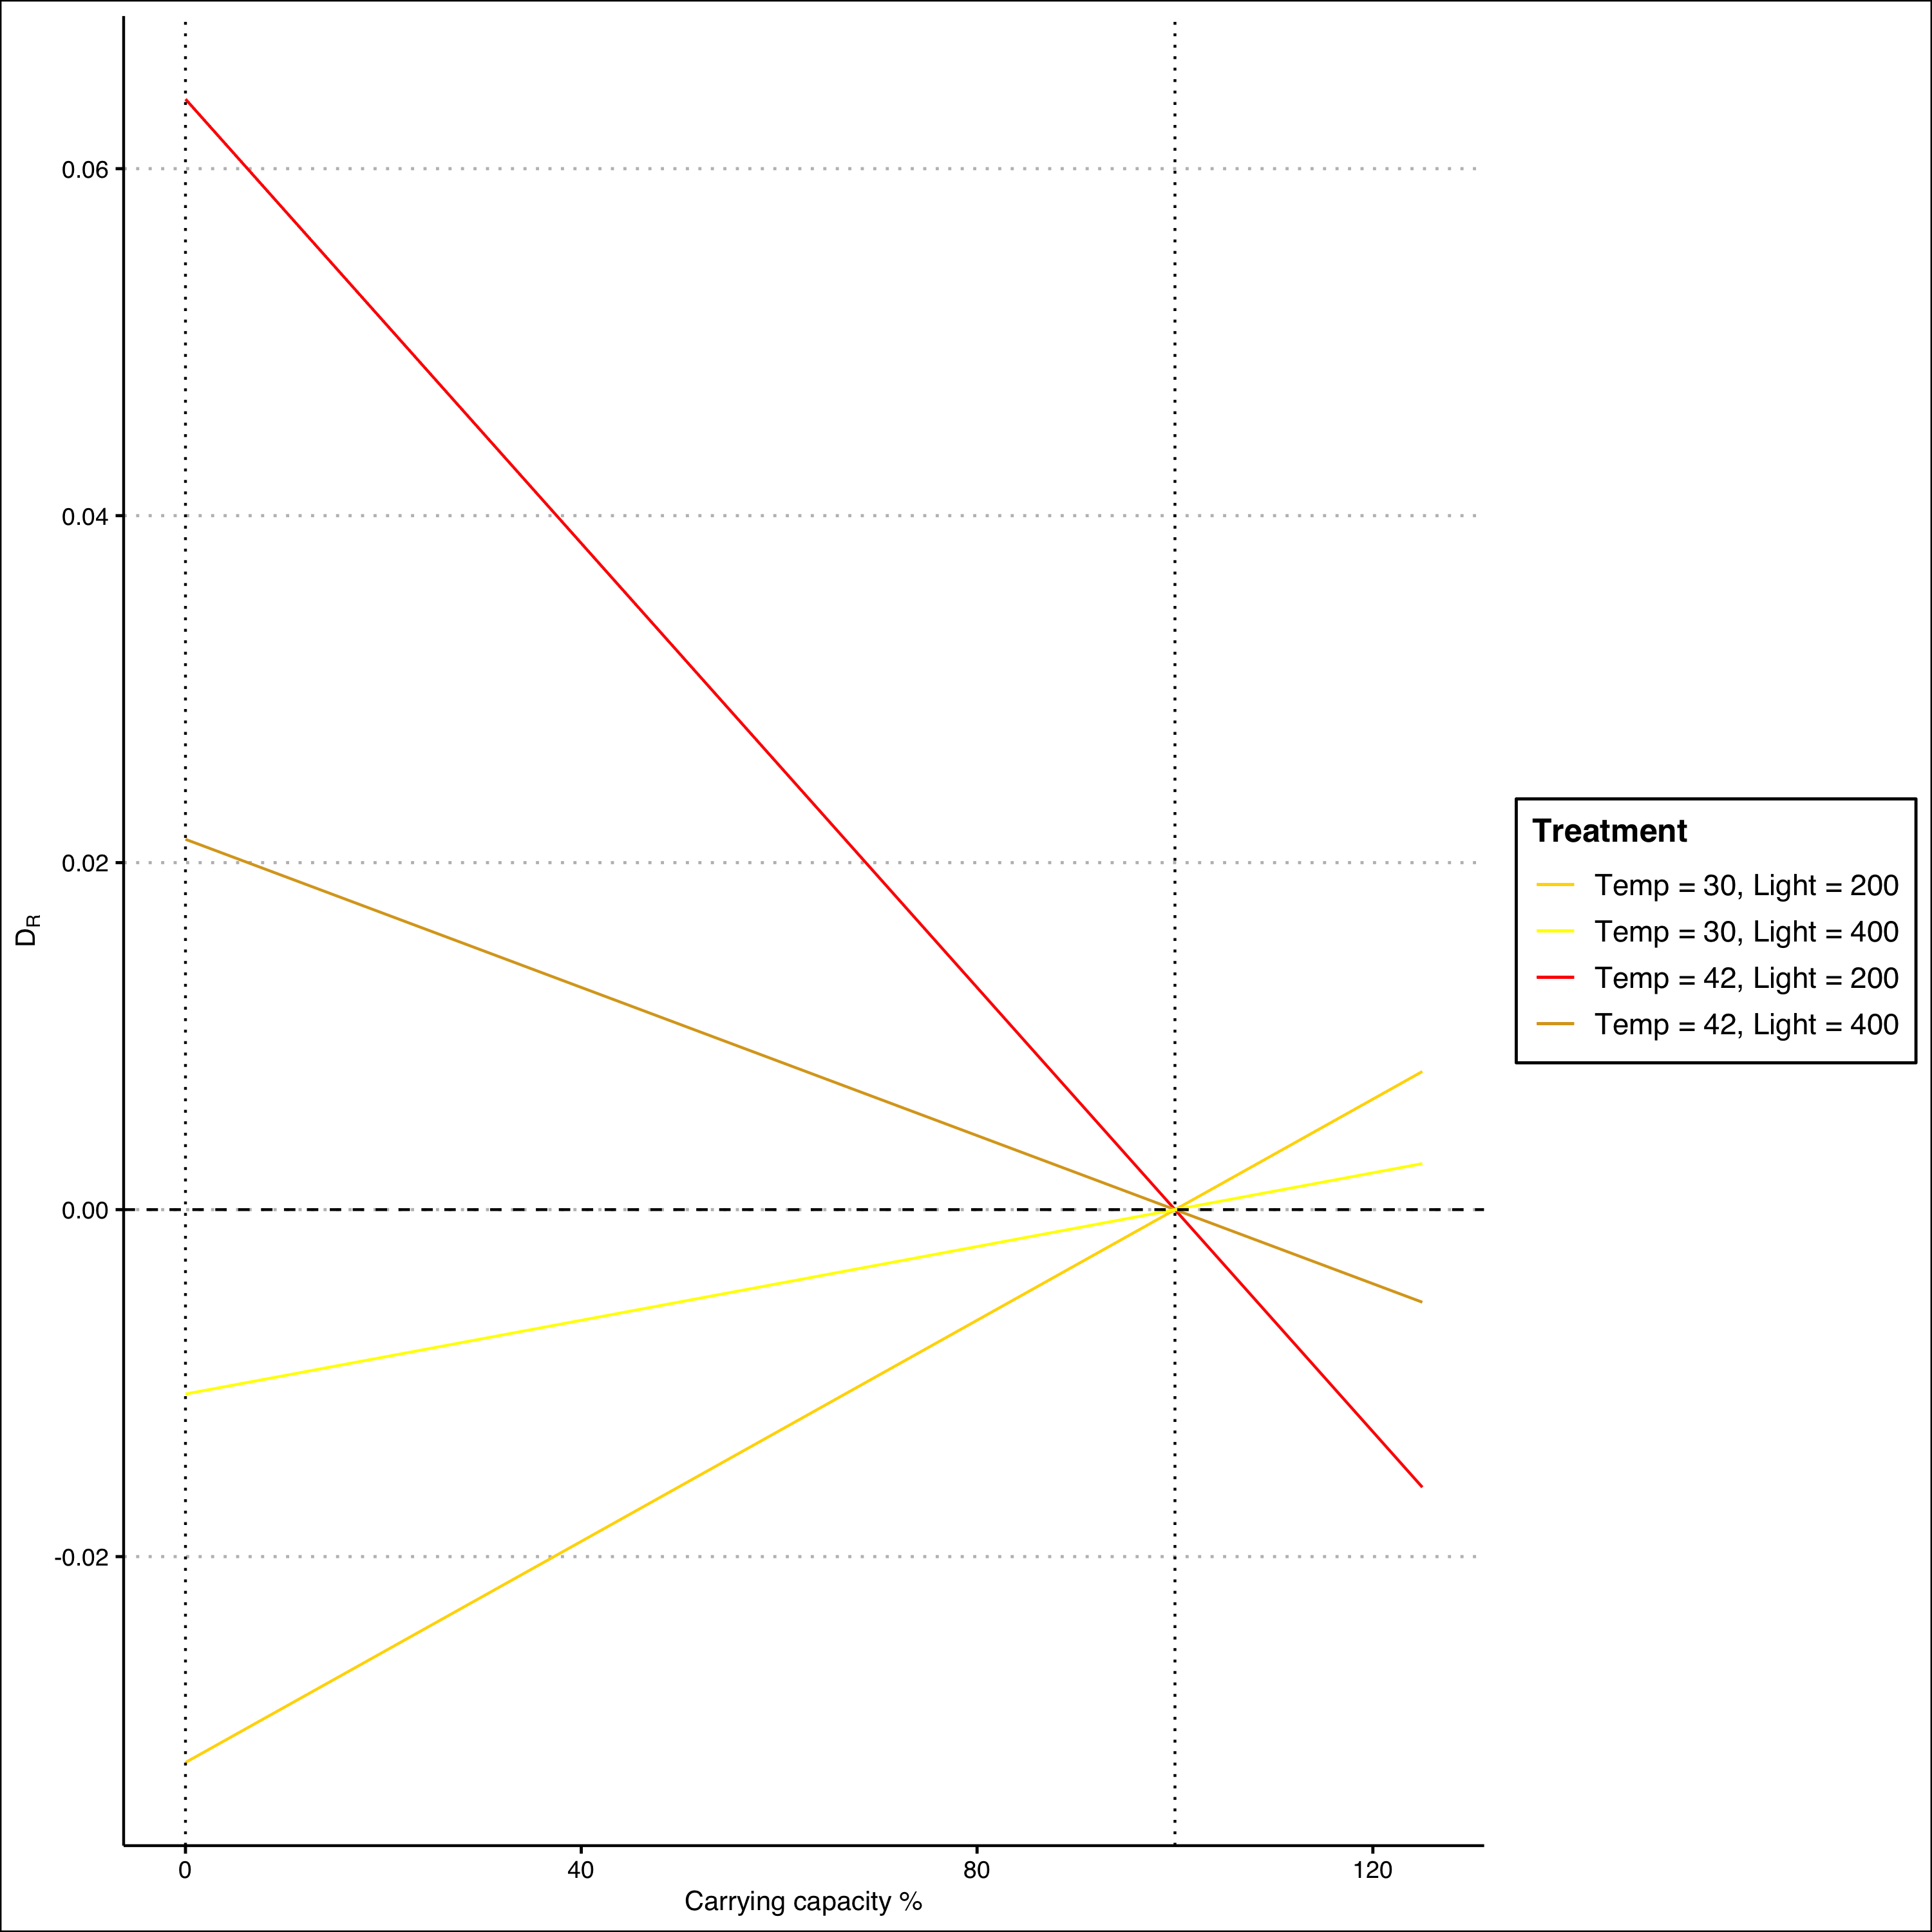 0.06
0.04
0.02
0.00
-0.02
DR
0
40
80
120
Carrying capacity %
Treatment
Temp = 30, Light = 200
Temp = 30, Light = 400
Temp = 42, Light = 200
Temp = 42, Light = 400